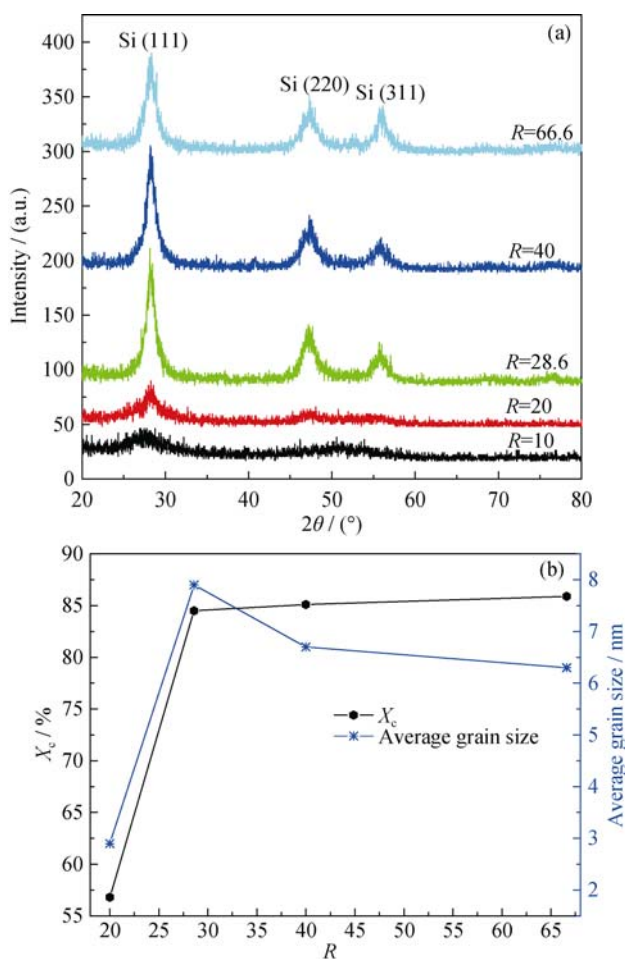 (a)
400
350
300
250
200
150
100
50
0
Intensity / (a.u.)
Si (111)
Si (220)
Si (311)
R=66.6
R=40
R=28.6
R=20
R=10
20 30 40 50 60 70 80
2θ / (°)
(b)
90
85
80
75
70
65
60
55
Xc / %
Xc
Average grain size
8
7
6
5
4
3
2
Average grain size / nm
20 25 30 35 40 45 50 55 60 65
R